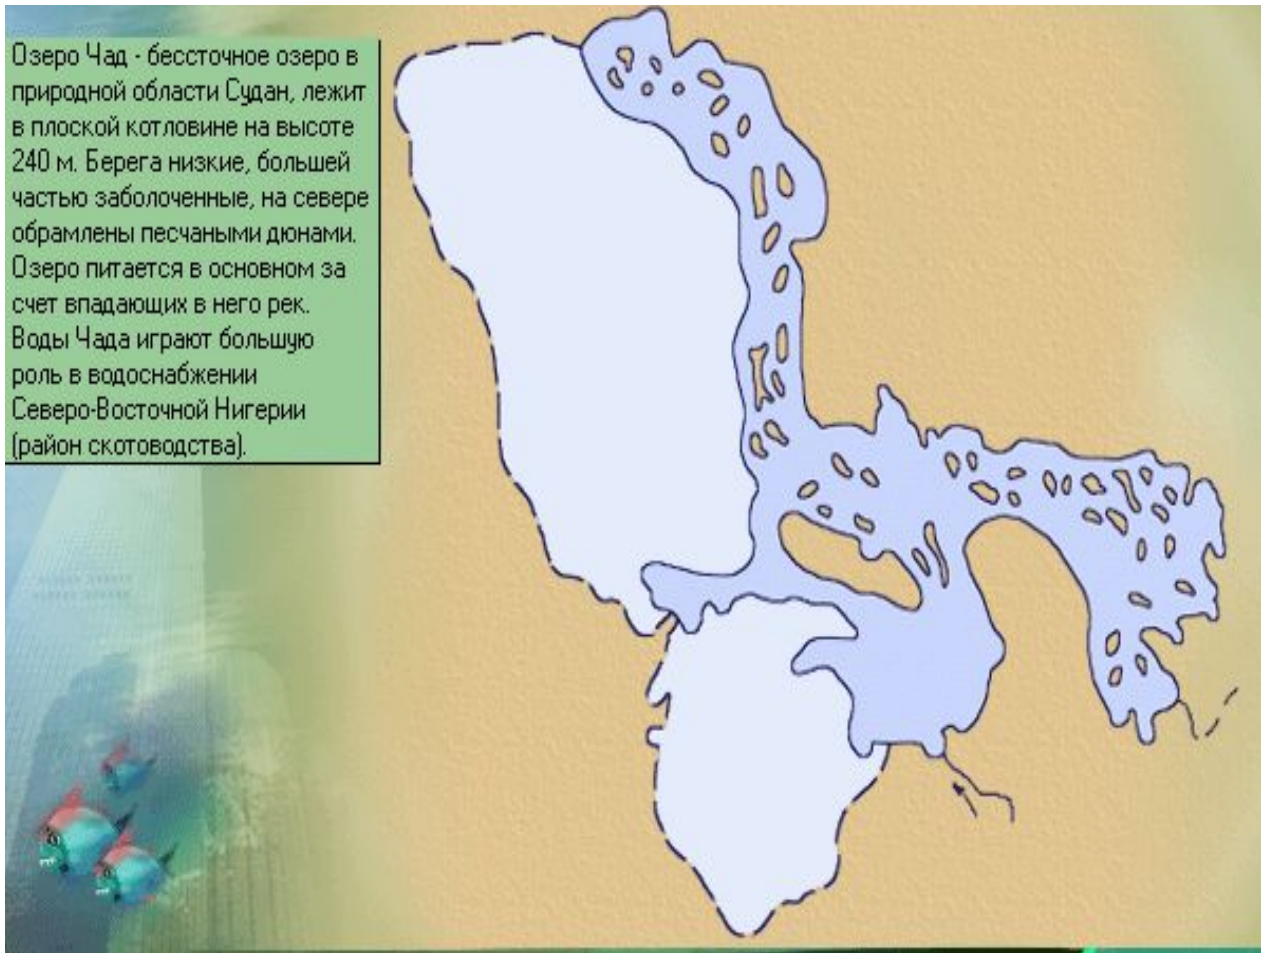 Озеро Чад - бессточное озеро в
природной области Судан, лежит
в плоской котловине на высоте
240 м. Берега низкие, большей
частью заболоченные, на севере
обрамлены песчаными дюнами.
Озеро питается в основном за
счет впадающих в него рек.
Воды Чада играют большую
роль в водоснабжении
Северо-Восточной Нигерии
(район скотоводства).